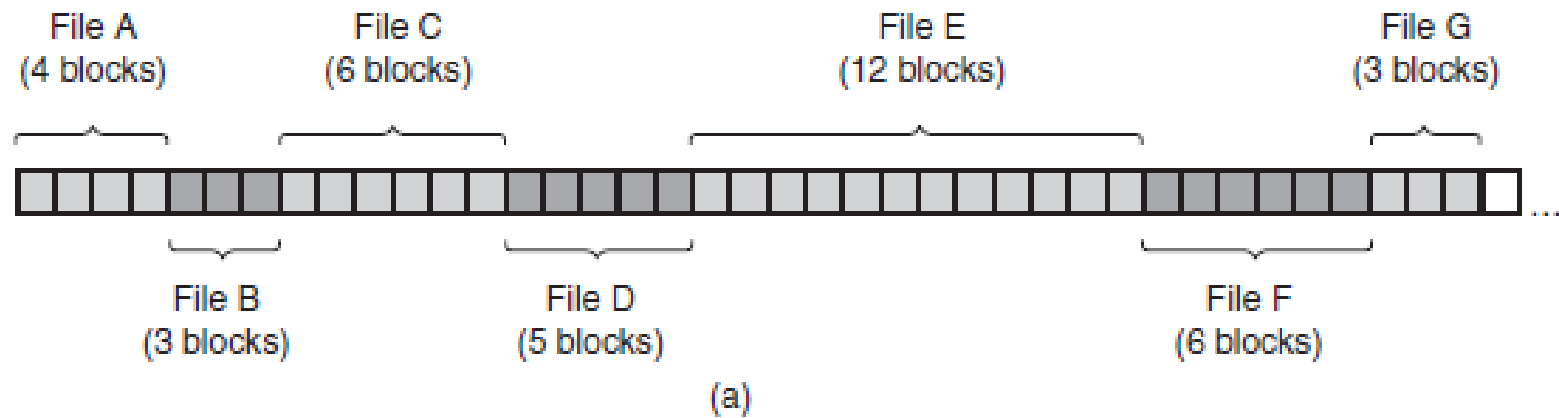 File A
(4 blocks)
File C
(6 blocks)
File E
(12 blocks)
File G
(3 blocks)
...
File B
(3 blocks)
File D
(5 blocks)
File F
(6 blocks)
(a)